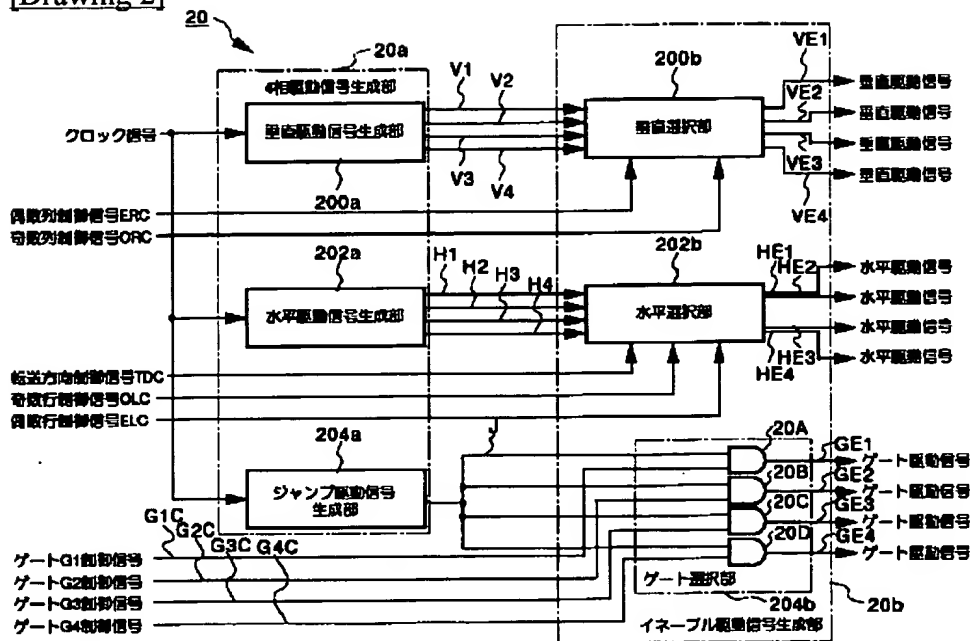 [Drawing 2]
20
20a
4相駆動信号生成部
クロック信号
垂直駆動信号生成部
200a
V1
V2
V3
V4
200b
垂直選択部
VE1
VE2
VE3
VE4
垂直駆動信号
垂直駆動信号
垂直駆動信号
垂直駆動信号
偶数列制御信号ERC
奇数列制御信号ORC
202a
水平駆動信号生成部
H1
H2
H3
H4
202b
水平選択部
HE1
HE2
HE3
HE4
水平駆動信号
水平駆動信号
水平駆動信号
水平駆動信号
転送方向制御信号TDC
奇数行制御信号OLC
偶数行制御信号ELC
204a
ジャンプ駆動信号
生成部
J
20A
20B
20C
20D
GE1
GE2
GE3
GE4
ゲート駆動信号
ゲート駆動信号
ゲート駆動信号
ゲート駆動信号
G1C
G2C
G3C
G4C
ゲートG1制御信号
ゲートG2制御信号
ゲートG3制御信号
ゲートG4制御信号
ゲート選択部
204b
20b
イネーブル駆動信号生成部